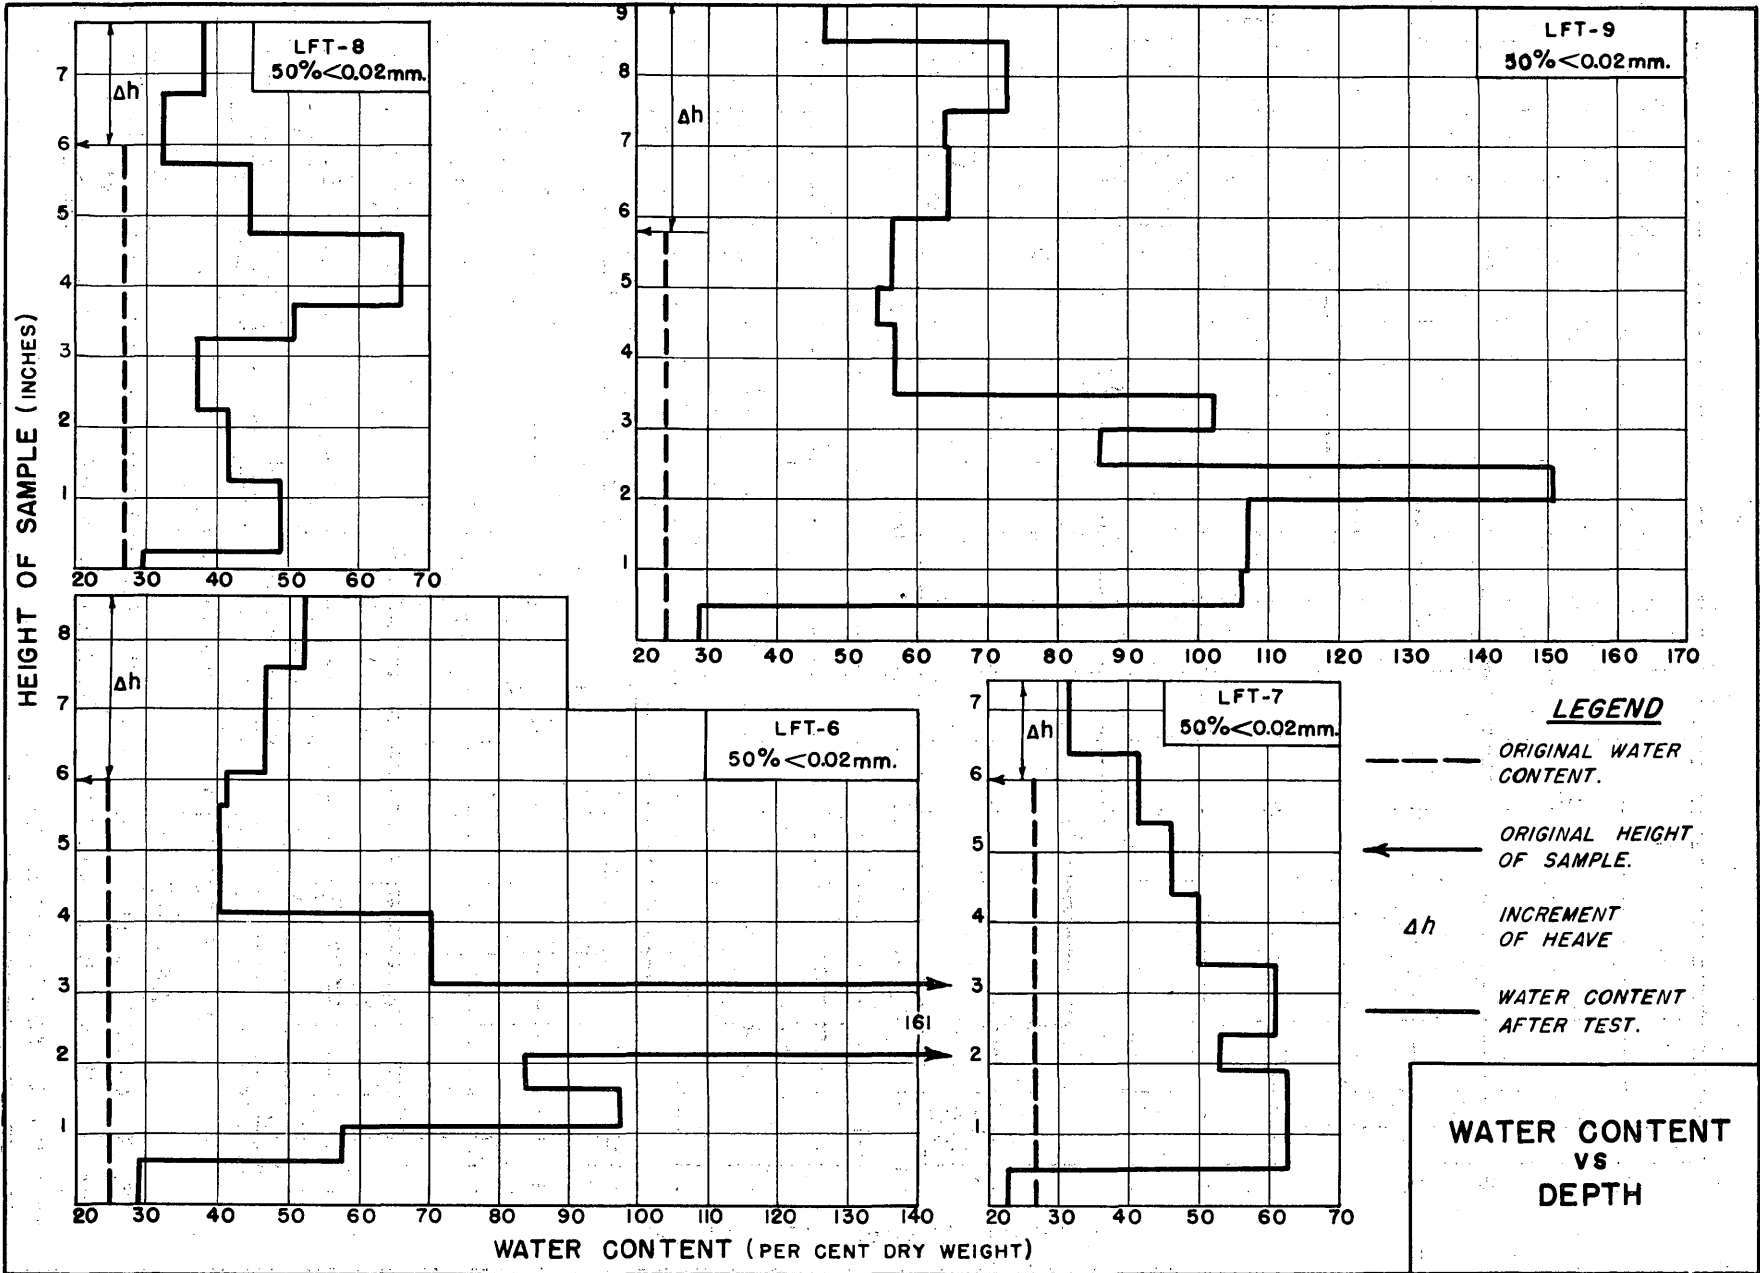 LFT-8
50%<0.02mm.
7
6
5
4
3
2
1
Δh
20 30 40 50 60 70
LFT-9
50%<0.02mm.
9
8
7
6
5
4
3
2
1
Δh
20 30 40 50 60 70 80 90 100 110 120 130 140 150 160 170
HEIGHT OF SAMPLE (INCHES)
LFT-6
50%<0.02mm.
8
7
6
5
4
3
2
1
Δh
161
20 30 40 50 60 70 80 90 100 110 120 130 140
LFT-7
50%<0.02mm.
7
6
5
4
3
2
1
Δh
20 30 40 50 60 70
WATER CONTENT (PER CENT DRY WEIGHT)
LEGEND
ORIGINAL WATER
CONTENT.
ORIGINAL HEIGHT
OF SAMPLE.
Δh INCREMENT
OF HEAVE
WATER CONTENT
AFTER TEST.
WATER CONTENT
VS
DEPTH